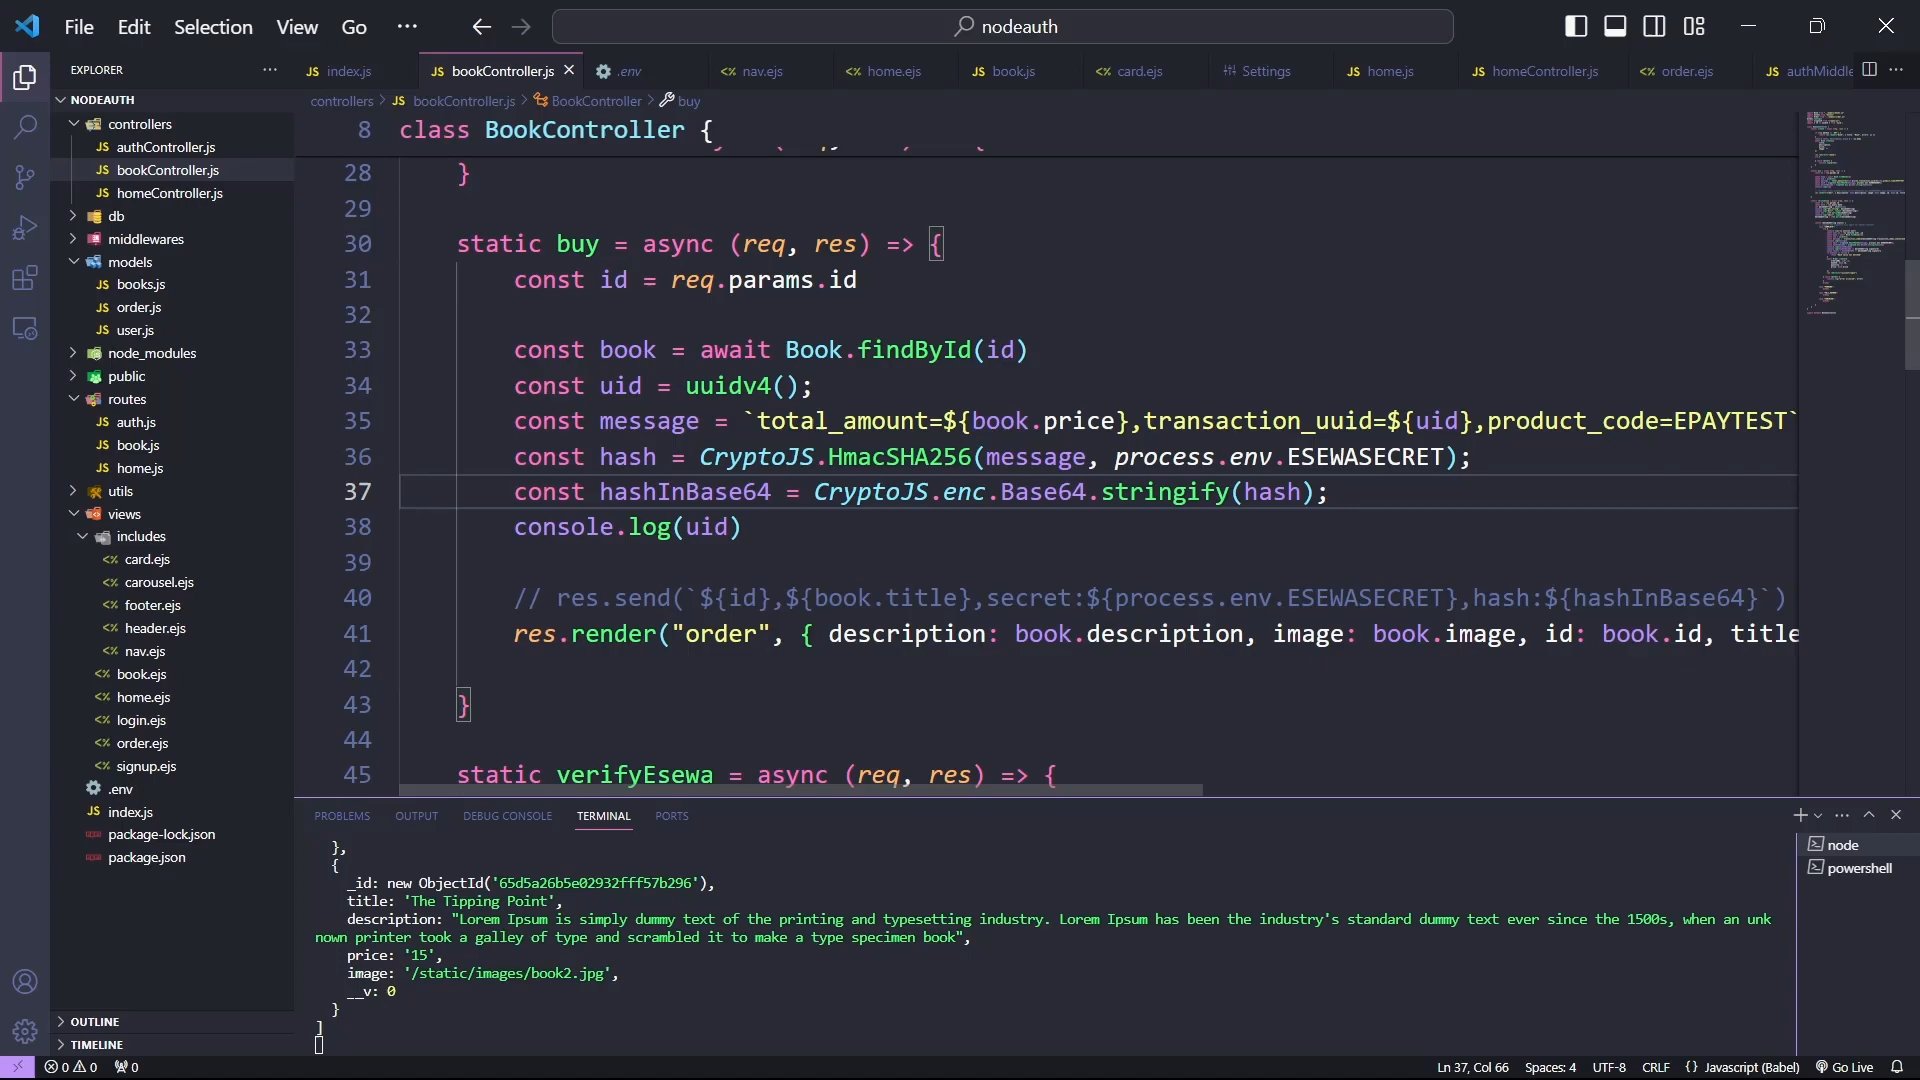 File Edit Selection View Go ··· nodeauth
EXPLORER ···
JS index.js
JS bookController.js
.env
<% nav.ejs
<% home.ejs
JS book.js
<% card.ejs
Settings
JS home.js
JS homeController.js
<% order.ejs
JS authMiddle
controllers > JS bookController.js > BookController > buy
NODEAUTH
controllers
JS authController.js
JS bookController.js
JS homeController.js
db
middlewares
models
JS books.js
JS order.js
JS user.js
node_modules
public
routes
JS auth.js
JS book.js
JS home.js
utils
views
includes
<% card.ejs
<% carousel.ejs
<% footer.ejs
<% header.ejs
<% nav.ejs
<% book.ejs
<% home.ejs
<% login.ejs
<% order.ejs
<% signup.ejs
.env
JS index.js
package-lock.json
package.json
OUTLINE
TIMELINE
8 class BookController {
28 }
29
30 static buy = async (req, res) => {
31 const id = req.params.id
32
33 const book = await Book.findById(id)
34 const uid = uuidv4();
35 const message = `total_amount=${book.price},transaction_uuid=${uid},product_code=EPAYTEST`
36 const hash = CryptoJS.HmacSHA256(message, process.env.ESEWASECRET);
37 const hashInBase64 = CryptoJS.enc.Base64.stringify(hash);
38 console.log(uid)
39
40 // res.send(`${id},${book.title},secret:${process.env.ESEWASECRET},hash:${hashInBase64}`)
41 res.render("order", { description: book.description, image: book.image, id: book.id, title
42
43 }
44
45 static verifyEsewa = async (req, res) => {
PROBLEMS OUTPUT DEBUG CONSOLE TERMINAL PORTS
node
powershell
},
{
_id: new ObjectId('65d5a26b5e02932fff57b296'),
title: 'The Tipping Point',
description: "Lorem Ipsum is simply dummy text of the printing and typesetting industry. Lorem Ipsum has been the industry's standard dummy text ever since the 1500s, when an unk
nown printer took a galley of type and scrambled it to make a type specimen book",
price: '15',
image: '/static/images/book2.jpg',
__v: 0
}
]
0 0 0 Ln 37, Col 66 Spaces: 4 UTF-8 CRLF {} Javascript (Babel) Go Live